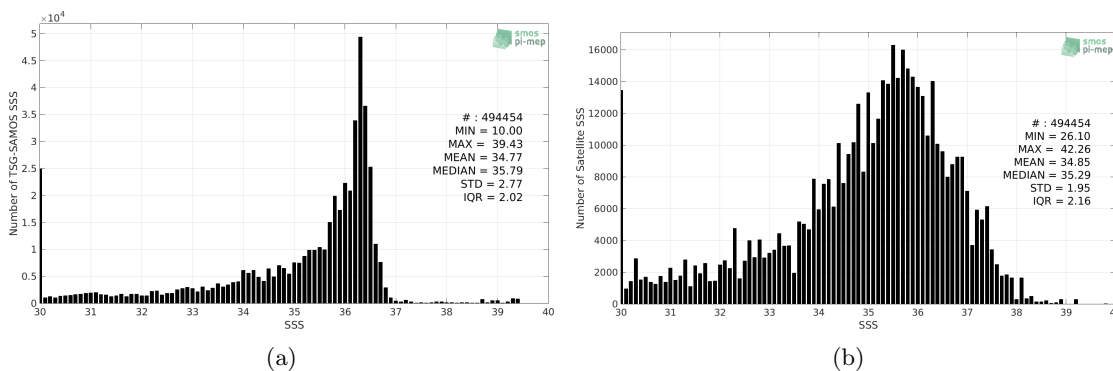 ×10⁴
5
4.5
4
3.5
3
2.5
2
1.5
1
0.5
0
30 31 32 33 34 35 36 37 38 39 40
SSS
Number of TSG-SAMOS SSS
smos
pi-mep
# : 494454
MIN = 10.00
MAX = 39.43
MEAN = 34.77
MEDIAN = 35.79
STD = 2.77
IQR = 2.02
(a)
16000
14000
12000
10000
8000
6000
4000
2000
0
30 31 32 33 34 35 36 37 38 39
SSS
Number of Satellite SSS
smos
pi-mep
# : 494454
MIN = 26.10
MAX = 42.26
MEAN = 34.85
MEDIAN = 35.29
STD = 1.95
IQR = 2.16
(b)